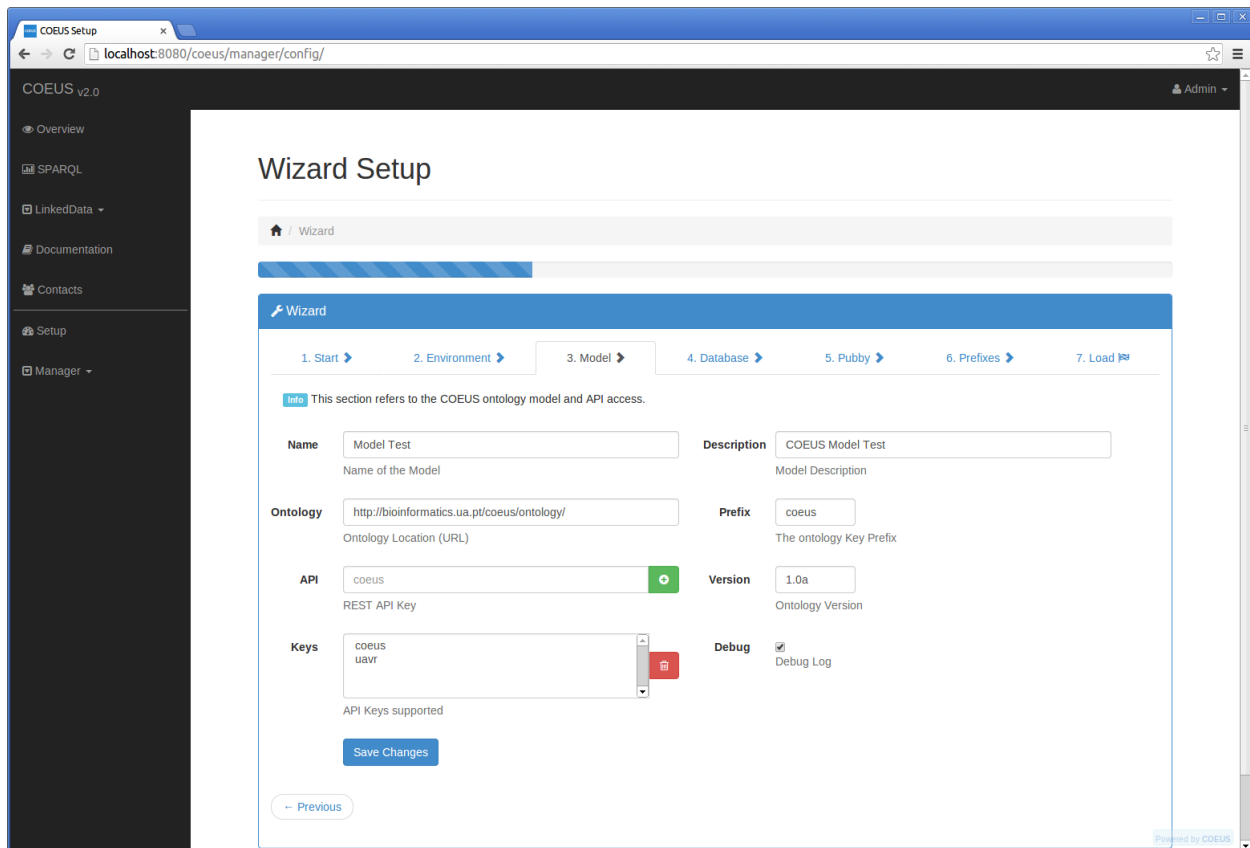 COEUS Setup
localhost:8080/coeus/manager/config/
COEUS v2.0
Admin
Overview
SPARQL
LinkedData
Documentation
Contacts
Setup
Manager
Wizard Setup
/ Wizard
Wizard
1. Start
2. Environment
3. Model
4. Database
5. Pubby
6. Prefixes
7. Load
Info This section refers to the COEUS ontology model and API access.
Name
Model Test
Name of the Model
Description
COEUS Model Test
Model Description
Ontology
http://bioinformatics.ua.pt/coeus/ontology/
Ontology Location (URL)
Prefix
coeus
The ontology Key Prefix
API
coeus
REST API Key
Version
1.0a
Ontology Version
Keys
coeus
uavr
API Keys supported
Debug
Debug Log
Save Changes
← Previous
Powered by COEUS